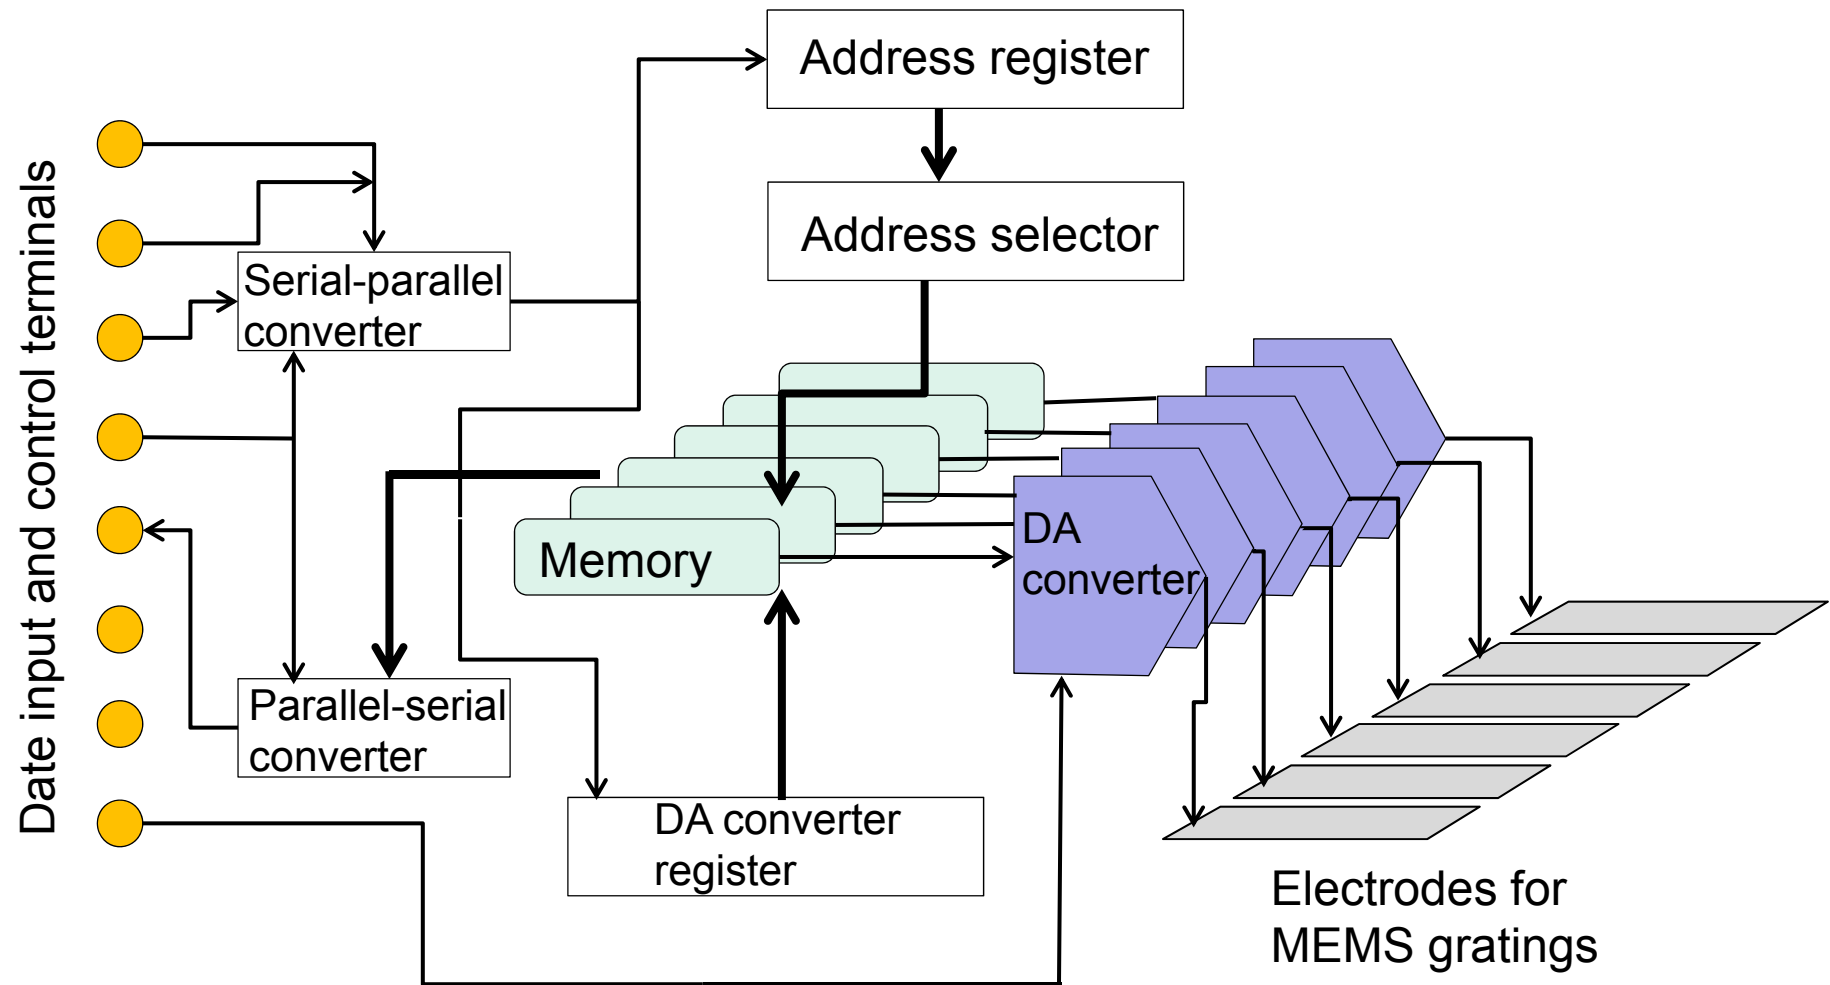 Date input and control terminals
Address register
Address selector
Serial-parallel
converter
Memory
DA
converter
Parallel-serial
converter
DA converter
register
Electrodes for
MEMS gratings